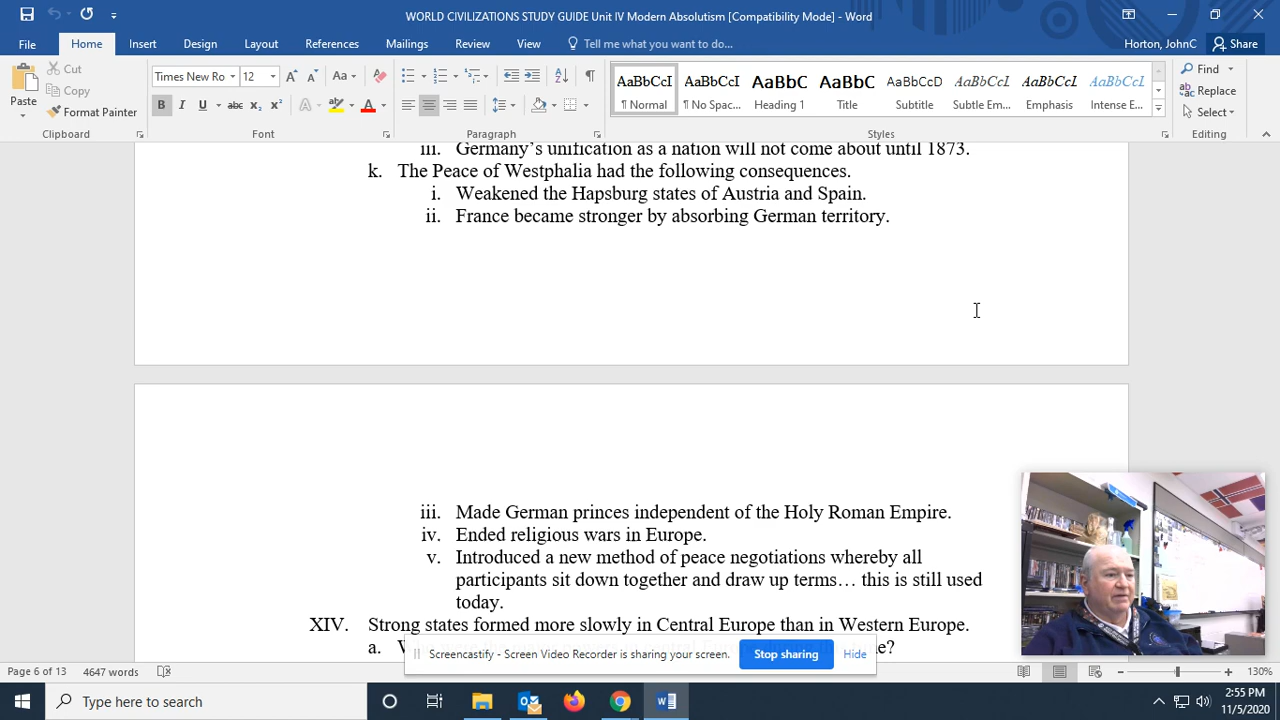 WORLD CIVILIZATIONS STUDY GUIDE Unit IV Modern Absolutism [Compatibility Mode] - Word
File Home Insert Design Layout References Mailings Review View Tell me what you want to do... Horton, JohnC Share
Paste Cut Copy Format Painter
Times New Ro 12
AaBbCcI AaBbCcI AaBbC AaBbC AaBbCcD AaBbCcI AaBbCcI AaBbCcI
¶ Normal ¶ No Spac... Heading 1 Title Subtitle Subtle Em... Emphasis Intense E...
Find Replace Select
Clipboard Font Paragraph Styles Editing
iii. Germany's unification as a nation will not come about until 1873.
k. The Peace of Westphalia had the following consequences.
i. Weakened the Hapsburg states of Austria and Spain.
ii. France became stronger by absorbing German territory.
iii. Made German princes independent of the Holy Roman Empire.
iv. Ended religious wars in Europe.
v. Introduced a new method of peace negotiations whereby all
participants sit down together and draw up terms… this is still used
today.
XIV. Strong states formed more slowly in Central Europe than in Western Europe.
a.
Screencastify - Screen Video Recorder is sharing your screen. Stop sharing Hide
Page 6 of 13 4647 words 130%
Type here to search
2:55 PM
11/5/2020